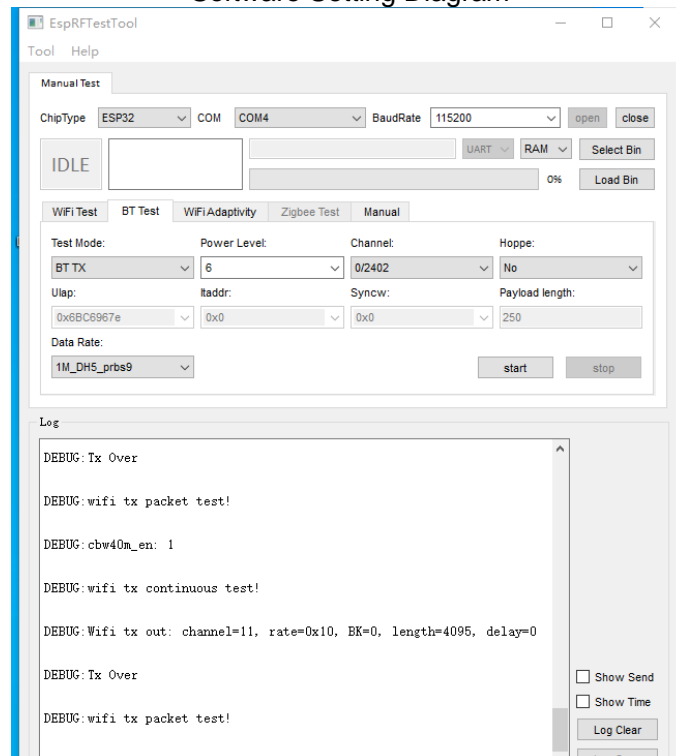 Software Setting Diagram
EspRFTestTool
Tool Help
Manual Test
ChipType ESP32 COM COM4 BaudRate 115200 open close
IDLE UART RAM Select Bin
0% Load Bin
WiFi Test BT Test WiFi Adaptivity Zigbee Test Manual
Test Mode: Power Level: Channel: Hoppe:
BT TX 6 0/2402 No
Ulap: ltaddr: Syncw: Payload length:
0x6BC6967e 0x0 0x0 250
Data Rate:
1M_DH5_prbs9 start stop
Log
DEBUG:Tx Over
DEBUG:wifi tx packet test!
DEBUG:cbw40m_en: 1
DEBUG:wifi tx continuous test!
DEBUG:Wifi tx out: channel=11, rate=0x10, BK=0, length=4095, delay=0
DEBUG:Tx Over
Show Send
Show Time
DEBUG:wifi tx packet test!
Log Clear